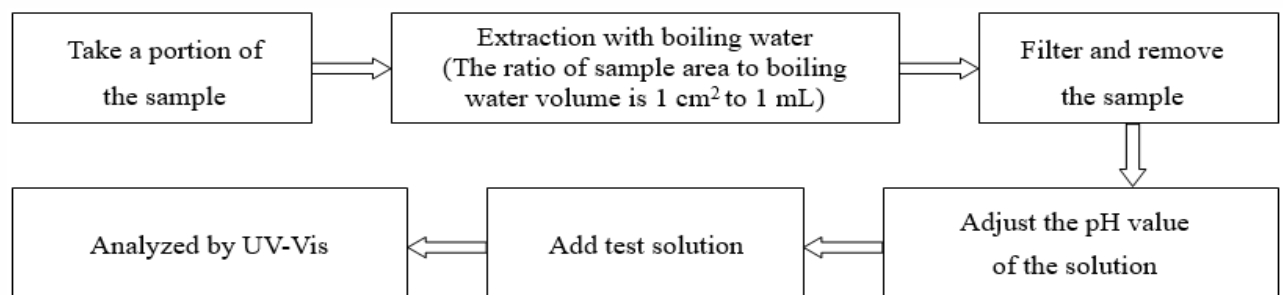 Take a portion of
the sample
Extraction with boiling water
(The ratio of sample area to boiling
water volume is 1 cm² to 1 mL)
Filter and remove
the sample
Adjust the pH value
of the solution
Add test solution
Analyzed by UV-Vis